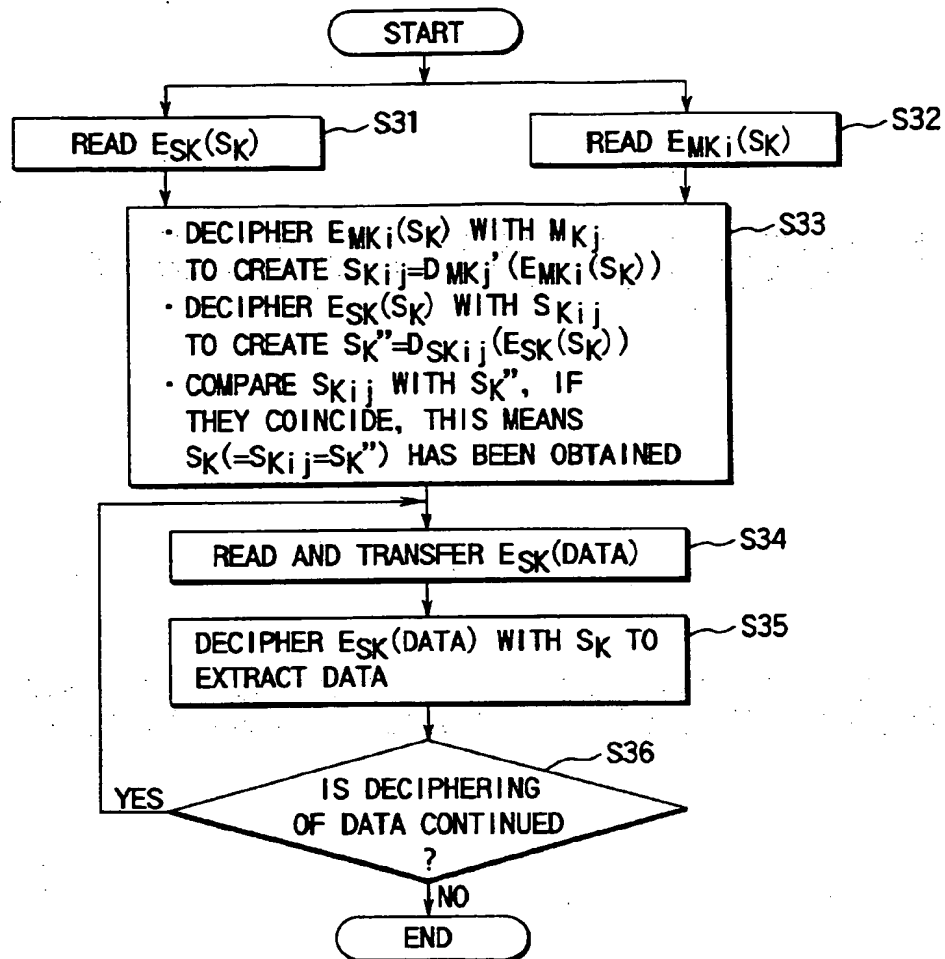 START
READ ESK(SK)
S31
READ EMKi(SK)
S32
· DECIPHER EMKi(SK) WITH MKj
TO CREATE SKij=DMKj'(EMKi(SK))
· DECIPHER ESK(SK) WITH SKij
TO CREATE SK"=DSKij(ESK(SK))
· COMPARE SKij WITH SK", IF
THEY COINCIDE, THIS MEANS
SK(=SKij=SK") HAS BEEN OBTAINED
S33
READ AND TRANSFER ESK(DATA)
S34
DECIPHER ESK(DATA) WITH SK TO
EXTRACT DATA
S35
S36
IS DECIPHERING
OF DATA CONTINUED
?
YES
NO
END